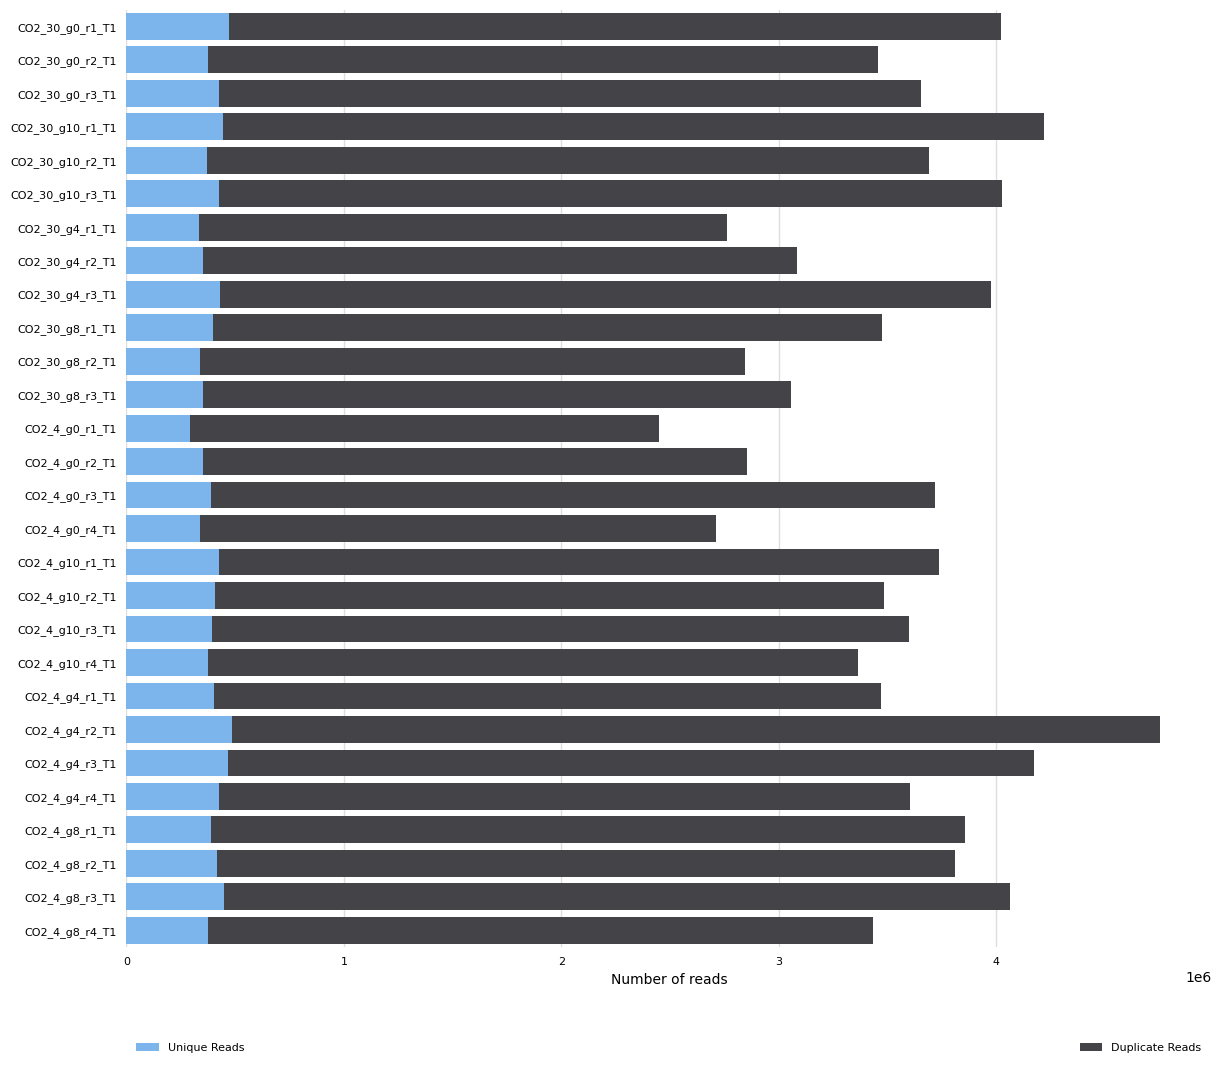 CO2_30_g0_r1_T1
CO2_30_g0_r2_T1
CO2_30_g0_r3_T1
CO2_30_g10_r1_T1
CO2_30_g10_r2_T1
CO2_30_g10_r3_T1
CO2_30_g4_r1_T1
CO2_30_g4_r2_T1
CO2_30_g4_r3_T1
CO2_30_g8_r1_T1
CO2_30_g8_r2_T1
CO2_30_g8_r3_T1
CO2_4_g0_r1_T1
CO2_4_g0_r2_T1
CO2_4_g0_r3_T1
CO2_4_g0_r4_T1
CO2_4_g10_r1_T1
CO2_4_g10_r2_T1
CO2_4_g10_r3_T1
CO2_4_g10_r4_T1
CO2_4_g4_r1_T1
CO2_4_g4_r2_T1
CO2_4_g4_r3_T1
CO2_4_g4_r4_T1
CO2_4_g8_r1_T1
CO2_4_g8_r2_T1
CO2_4_g8_r3_T1
CO2_4_g8_r4_T1
0 1 2 3 4
Number of reads 1e6
Unique Reads Duplicate Reads